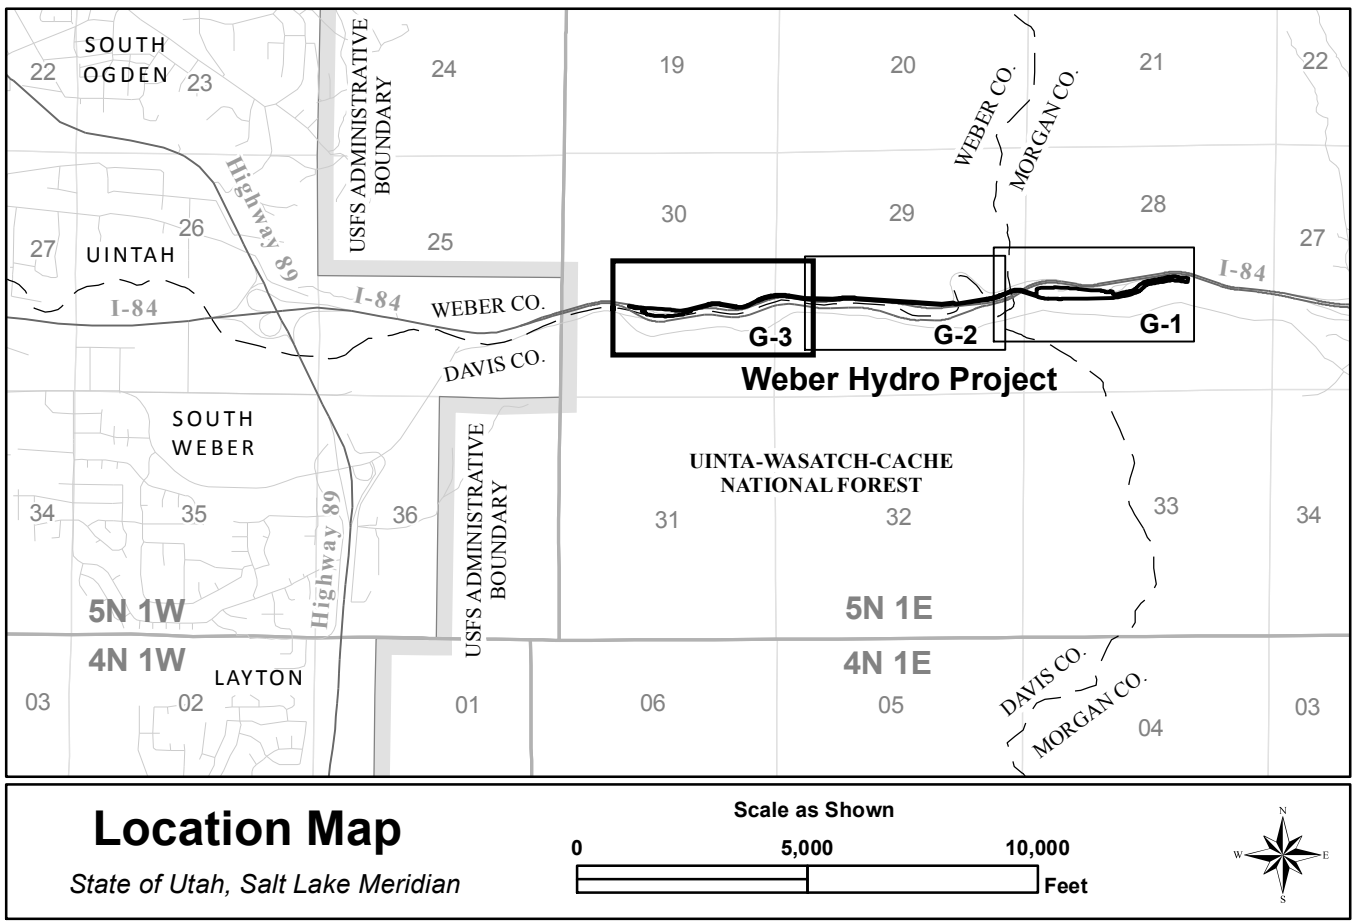 SOUTH
OGDEN
22
23
24
19
20
21
22
USFS ADMINISTRATIVE
BOUNDARY
WEBER CO.
MORGAN CO.
Highway 89
27
26
UINTAH
25
30
29
28
27
I-84
I-84
I-84
WEBER CO.
DAVIS CO.
G-3
G-2
G-1
Weber Hydro Project
SOUTH
WEBER
UINTA-WASATCH-CACHE
NATIONAL FOREST
USFS ADMINISTRATIVE
BOUNDARY
34
35
36
31
32
33
34
Highway 89
5N 1W
5N 1E
4N 1W
4N 1E
LAYTON
DAVIS CO.
MORGAN CO.
03
02
01
06
05
04
03
Location Map
State of Utah, Salt Lake Meridian
Scale as Shown
0
5,000
10,000
Feet
N
W
E
S